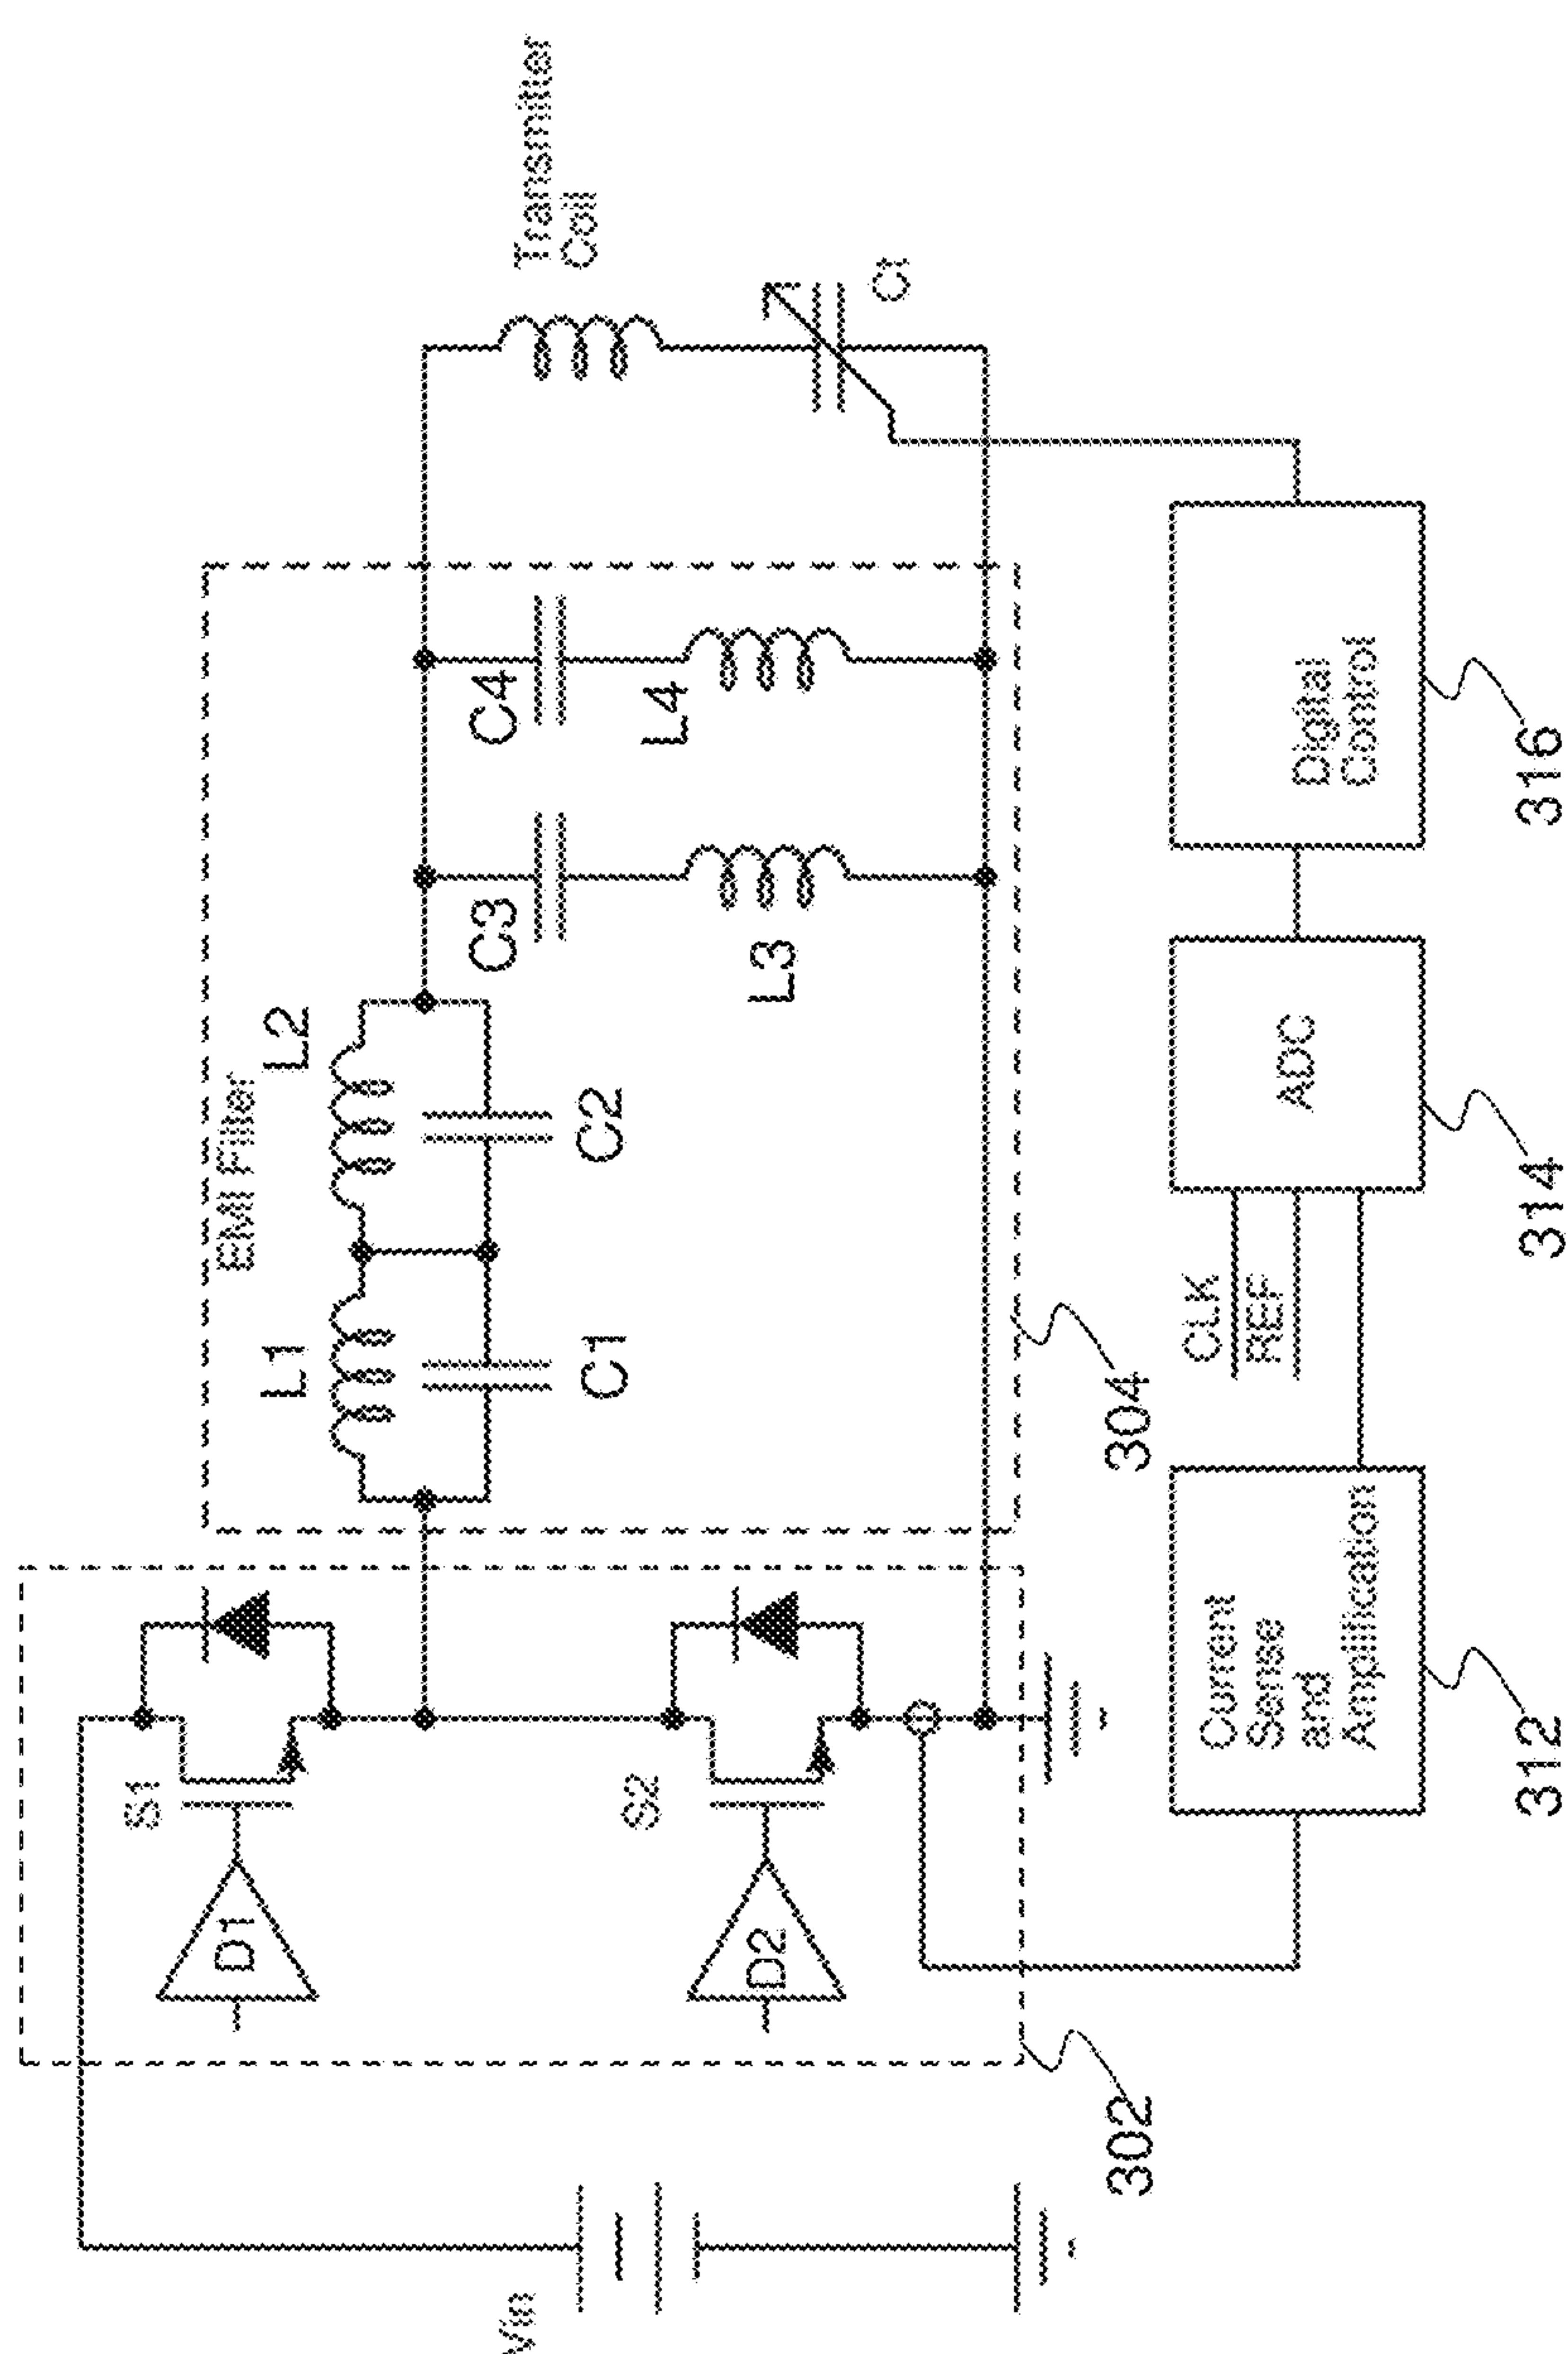 Vin
D1
S1
D2
S2
302
EMI Filter
L1
C1
L2
C2
C3
L3
C4
L4
304
Transmitter
Coil
Ct
Current
Sense
and
Amplification
312
CLK
REF
ADC
314
Digital
Control
316